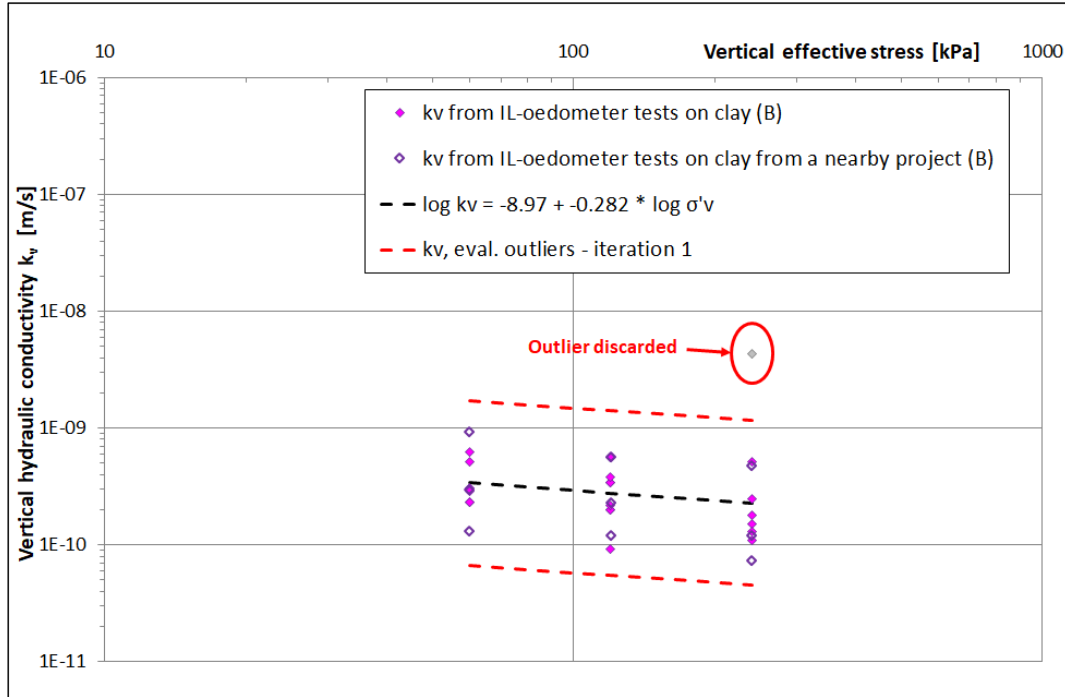 10
100
Vertical effective stress [kPa]
1000
1E-06
kv from IL-oedometer tests on clay (B)
kv from IL-oedometer tests on clay from a nearby project (B)
log kv = -8.97 + -0.282 * log σ'v
kv, eval. outliers - iteration 1
1E-07
1E-08
Outlier discarded
1E-09
1E-10
1E-11
Vertical hydraulic conductivity kᵥ [m/s]